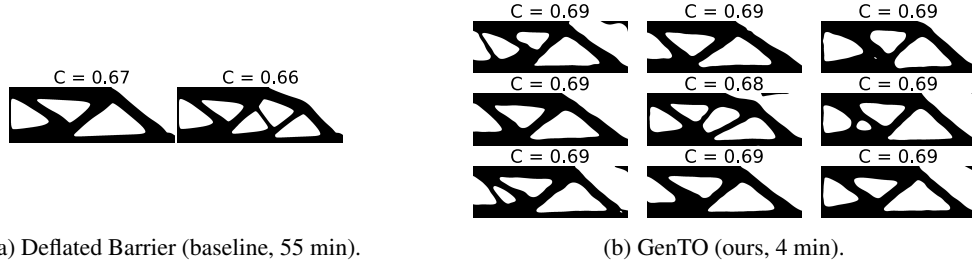 C = 0.69 C = 0.69 C = 0.69
C = 0.67 C = 0.66
C = 0.69 C = 0.68 C = 0.69
C = 0.69 C = 0.69 C = 0.69
a) Deflated Barrier (baseline, 55 min).
(b) GenTO (ours, 4 min).